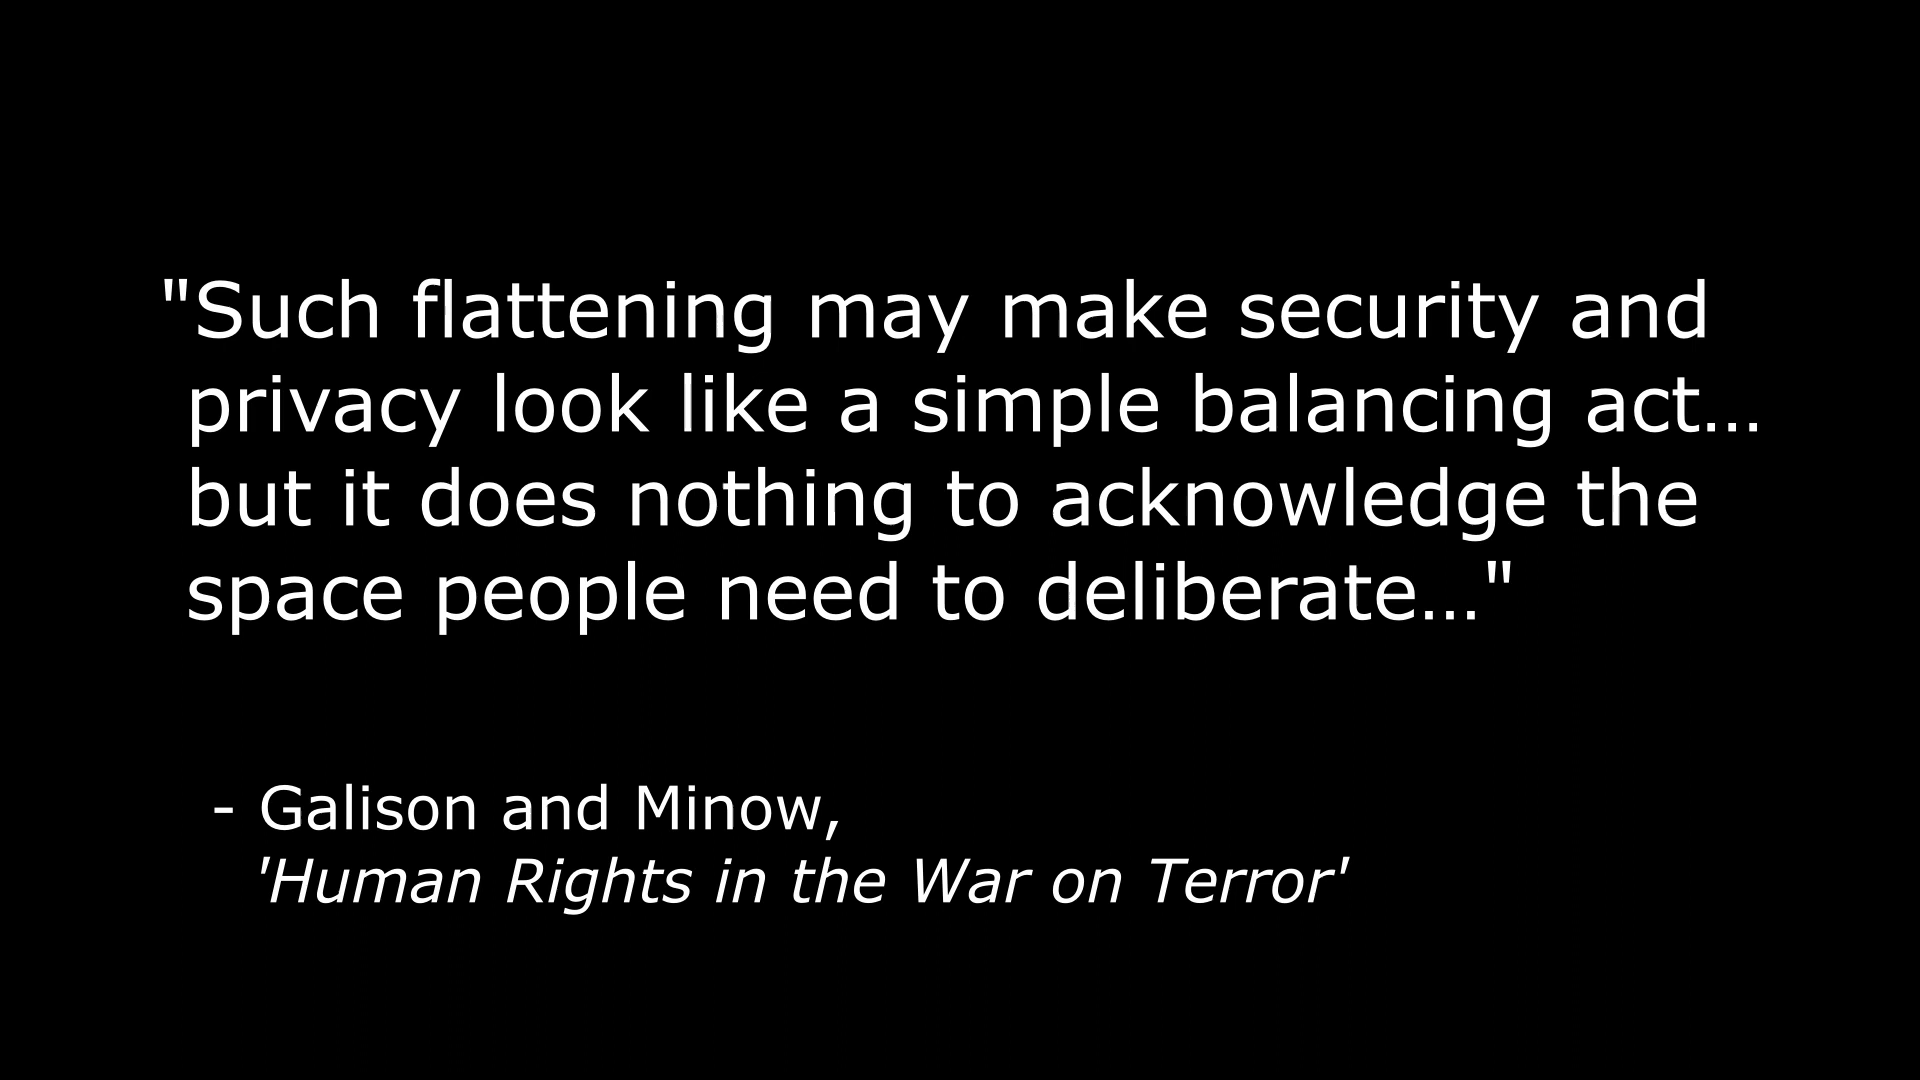 "Such flattening may make security and
privacy look like a simple balancing act...
but it does nothing to acknowledge the
space people need to deliberate..."
- Galison and Minow,
'Human Rights in the War on Terror'